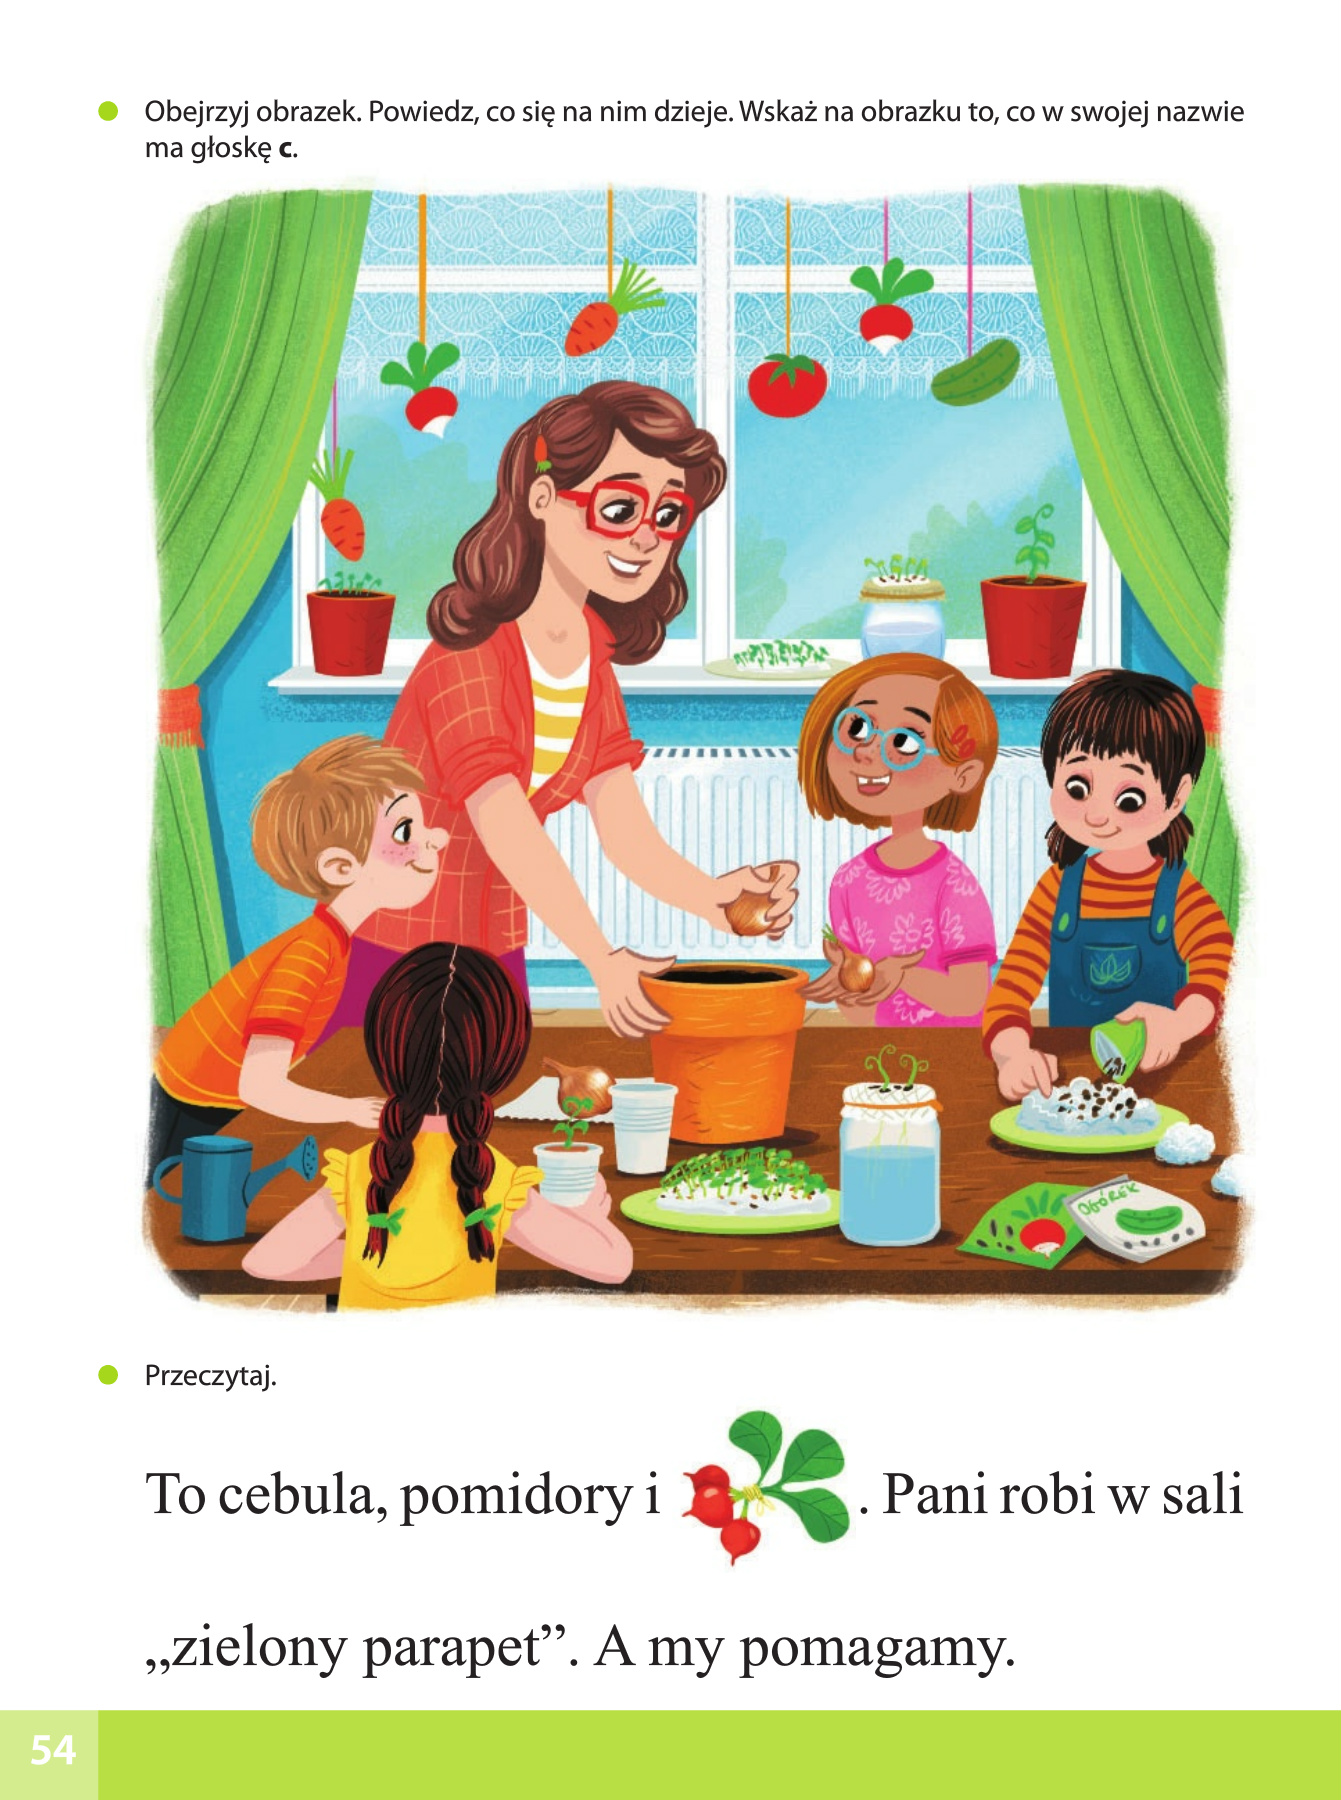 Obejrzyj obrazek. Powiedz, co się na nim dzieje. Wskaż na obrazku to, co w swojej nazwie
ma głoskę c.
OGÓREK
Przeczytaj.
To cebula, pomidory i . Pani robi w sali
„zielony parapet”. A my pomagamy.
54